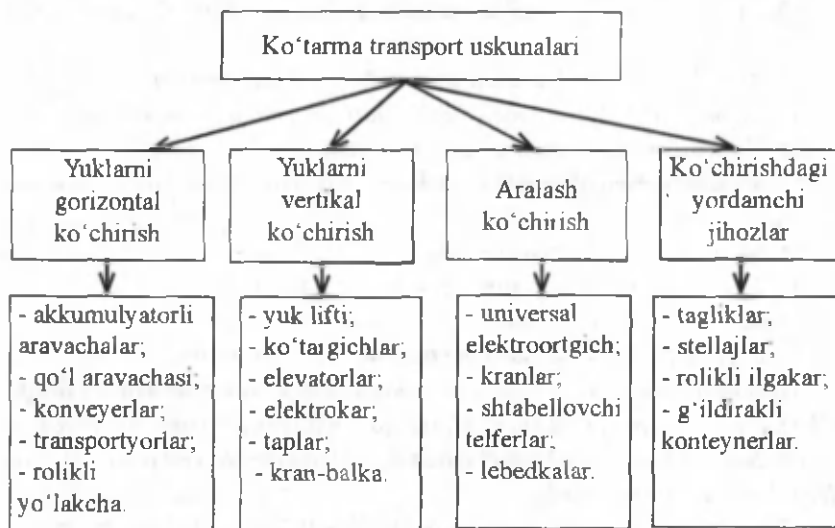 Ko‘tarma transport uskunalari
Yuklarni
gorizontal
ko‘chirish
Yuklarni
vertikal
ko‘chirish
Aralash
ko‘chirish
Ko‘chirishdagi
yordamchi
jihozlar
- akkumulyatorli
aravachalar;
- qo‘l aravachasi;
- konveyerlar;
- transportyorlar;
- rolikli
yo‘lakcha.
- yuk lifti;
- ko‘targichlar;
- elevatorlar;
- elektrokar;
- taplar;
- kran-balka.
- universal
elektroortgich;
- kranlar;
- shtabellovchi
telferlar;
- lebedkalar.
- tagliklar;
- stellajlar;
- rolikli ilgakar;
- g‘ildirakli
konteynerlar.